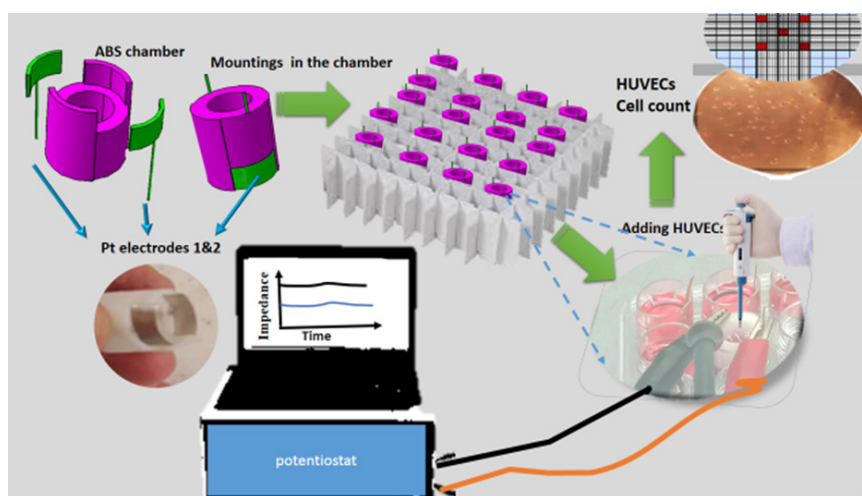 ABS chamber
Mountings in the chamber
HUVECs
Cell count
Adding HUVECs
Pt electrodes 1&2
Impedance
Time
potentiostat